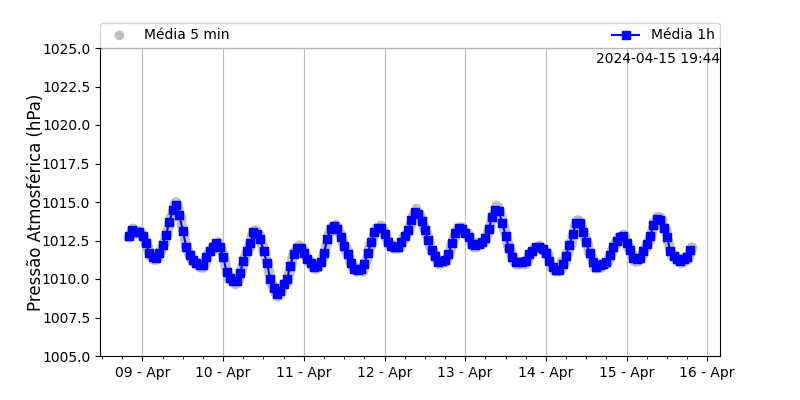 Média 5 min
Média 1h
2024-04-15 19:44
Pressão Atmosférica (hPa)
1025.0
1022.5
1020.0
1017.5
1015.0
1012.5
1010.0
1007.5
1005.0
09 - Apr
10 - Apr
11 - Apr
12 - Apr
13 - Apr
14 - Apr
15 - Apr
16 - Apr